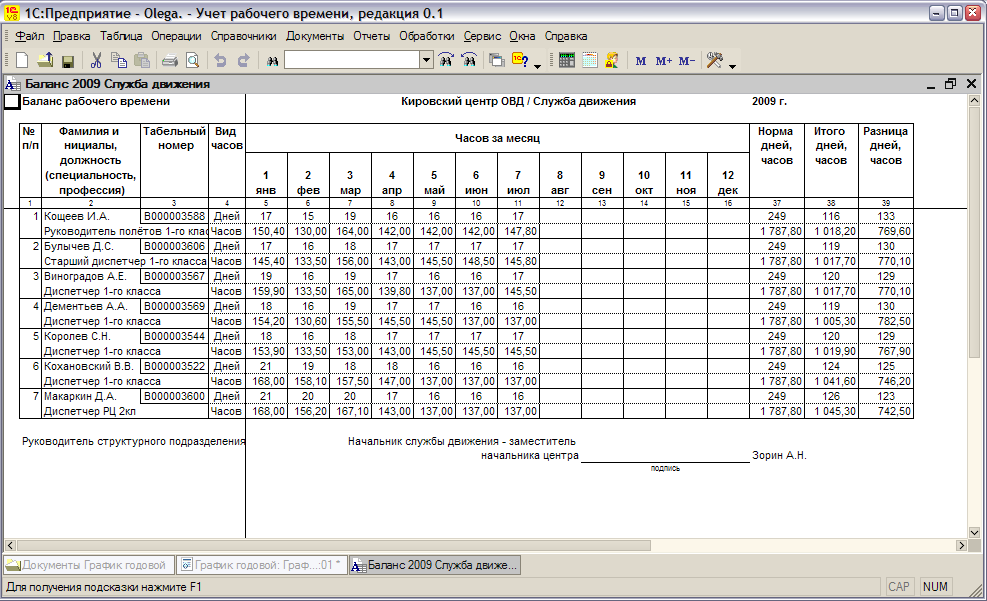 1С:Предприятие - Olega. - Учет рабочего времени, редакция 0.1
Файл Правка Таблица Операции Справочники Документы Отчеты Обработки Сервис Окна Справка
M M+ M-
Баланс 2009 Служба движения
Баланс рабочего времени Кировский центр ОВД / Служба движения 2009 г.
№ п/п Фамилия и нициалы, должность (специальность, профессия) Табельный номер Вид часов Часов за месяц Норма дней, часов Итого дней, часов Разница дней, часов
1 янв 2 фев 3 мар 4 апр 5 май 6 июн 7 июл 8 авг 9 сен 10 окт 11 ноя 12 дек
1 2 3 4 5 6 7 8 9 10 11 12 13 14 15 16 37 38 39
1 Кощеев И.А. В000003588 Дней 17 15 19 16 16 16 17 249 116 133
Руководитель полётов 1-го клас Часов 150,40 130,00 164,00 142,00 142,00 142,00 147,80 1 787,80 1 018,20 769,60
2 Булычев Д.С. В000003606 Дней 17 16 18 17 17 17 17 249 119 130
Старший диспетчер 1-го класса Часов 145,40 133,50 156,00 143,00 145,50 148,50 145,80 1 787,80 1 017,70 770,10
3 Виноградов А.Е. В000003567 Дней 19 16 19 17 16 16 17 249 120 129
Диспетчер 1-го класса Часов 159,90 133,50 165,00 139,80 137,00 137,00 145,50 1 787,80 1 017,70 770,10
4 Дементьев А.А. В000003569 Дней 18 16 19 17 17 16 16 249 119 130
Диспетчер 1-го класса Часов 154,20 130,60 155,50 145,50 145,50 137,00 137,00 1 787,80 1 005,30 782,50
5 Королев С.Н. В000003544 Дней 18 16 18 17 17 17 17 249 120 129
Диспетчер 1-го класса Часов 153,90 133,50 153,00 143,00 145,50 145,50 145,50 1 787,80 1 019,90 767,90
6 Кохановский В.В. В000003522 Дней 21 19 18 18 16 16 16 249 124 125
Диспетчер 1-го класса Часов 168,00 158,10 157,50 147,00 137,00 137,00 137,00 1 787,80 1 041,60 746,20
7 Макаркин Д.А. В000003600 Дней 21 20 20 17 16 16 16 249 126 123
Диспетчер РЦ 2кл Часов 168,00 156,20 167,10 143,00 137,00 137,00 137,00 1 787,80 1 045,30 742,50
Руководитель структурного подразделения Начальник службы движения - заместитель
начальника центра Зорин А.Н.
подпись
Документы График годовой График годовой: Граф...:01 * Баланс 2009 Служба движе...
Для получения подсказки нажмите F1 CAP NUM